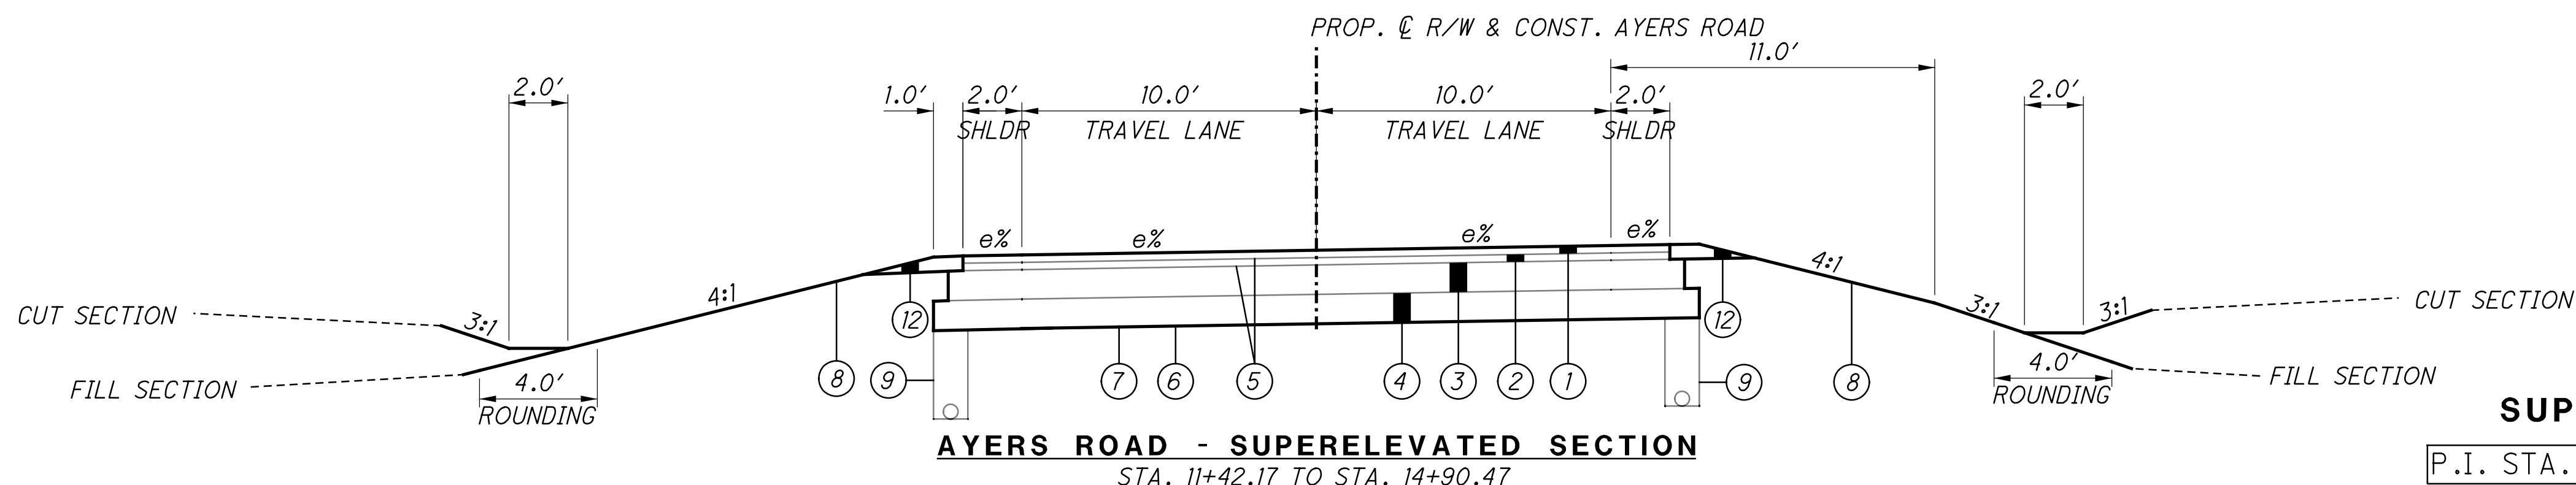 PROP. ℄ R/W & CONST. AYERS ROAD
11.0'
2.0'
1.0'
2.0'
10.0'
10.0'
2.0'
2.0'
SHLDR
TRAVEL LANE
TRAVEL LANE
SHLDR
e%
e%
e%
e%
4:1
4:1
CUT SECTION
3:1
12
12
3:1
3:1
CUT SECTION
FILL SECTION
4.0'
ROUNDING
8
9
7
6
5
4
3
2
1
9
8
4.0'
ROUNDING
FILL SECTION
SUP
AYERS ROAD - SUPERELEVATED SECTION
STA. 11+42.17 TO STA. 14+90.47
P.I. STA.